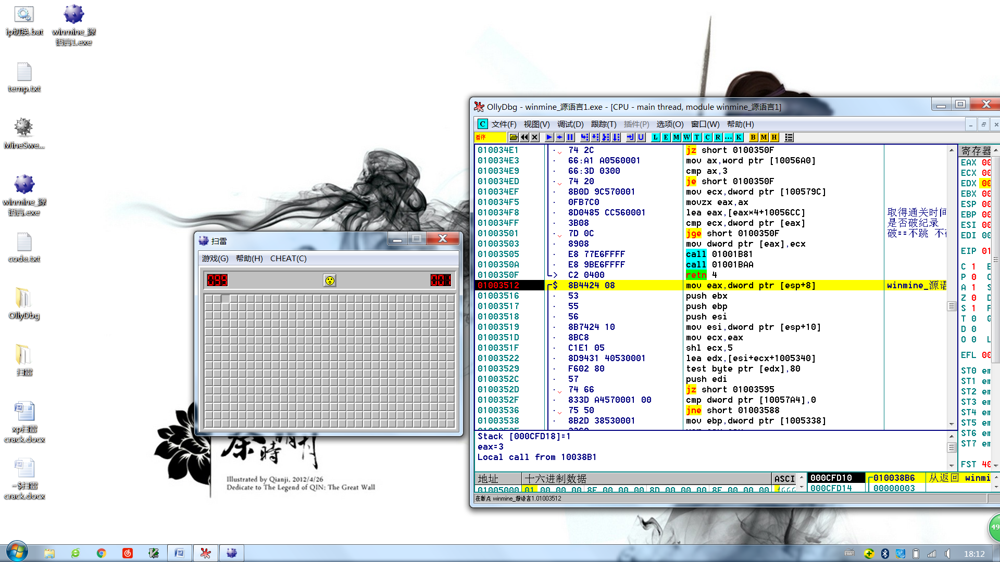 ip切换.bat
winmine_源
语言1.exe
temp.txt
MineSwe...
winmine_源
语言.exe
code.txt
OllyDbg
扫雷
xp扫雷
crack.docx
~$扫雷
crack.docx
扫雷
游戏(G) 帮助(H) CHEAT(C)
Illustrated by Qianji, 2012/4/26
Dedicate to The Legend of QIN: The Great Wall
OllyDbg - winmine_源语言1.exe - [CPU - main thread, module winmine_源语言1]
C 文件(F) 视图(V) 调试(D) 跟踪(T) 插件(P) 选项(O) 窗口(W) 帮助(H)
暂停 L E M W T C R ... K B M H
010034E1 74 2C jz short 0100350F
010034E3 66:A1 A0560001 mov ax,word ptr [10056A0]
010034E9 66:3D 0300 cmp ax,3
010034ED 74 20 je short 0100350F
010034EF 8B0D 9C570001 mov ecx,dword ptr [100579C]
010034F5 0FB7C0 movzx eax,ax
010034F8 8D0485 CC560001 lea eax,[eax*4+10056CC] 取得通关时间
010034FF 3B08 cmp ecx,dword ptr [eax] 是否破纪录
01003501 7D 0C jge short 0100350F 破==不跳
01003503 8908 mov dword ptr [eax],ecx
01003505 E8 77E6FFFF call 01001B81
0100350A E8 9BE6FFFF call 01001BAA
0100350F C2 0400 retn 4
01003512 $ 8B4424 08 mov eax,dword ptr [esp+8] winmine_源语
01003516 53 push ebx
01003517 55 push ebp
01003518 56 push esi
01003519 8B7424 10 mov esi,dword ptr [esp+10]
0100351D 8BC8 mov ecx,eax
0100351F C1E1 05 shl ecx,5
01003522 8D9431 40530001 lea edx,[esi+ecx+1005340]
01003529 F602 80 test byte ptr [edx],80
0100352C 57 push edi
0100352D 74 66 jz short 01003595
0100352F 833D A4570001 00 cmp dword ptr [10057A4],0
01003536 75 50 jne short 01003588
01003538 8B2D 38530001 mov ebp,dword ptr [1005338]
Stack [000CFD18]=1
eax=3
Local call from 10038B1
寄存器
EAX 00
ECX 00
EDX 00
EBX 00
ESP 00
EBP 00
ESI 00
EDI 00
EIP 01
C 1 E
P 0 C
A 1 S
Z 0 D
S 1 F
T 0 G
D 0
O 0 L
EFL 00
ST0 em
ST1 em
ST2 em
ST3 em
ST4 em
ST5 em
ST6 em
ST7 em
FST 40
地址 十六进制数据 ASCI
01005000 01 00 00 00 8F 00 00 00 8D 00 00 00 8F 00 00 00
000CFD10 010038B6 从返回 winmi
000CFD14 00000003
在断点 winmine_源语言1.01003512
49
18:12